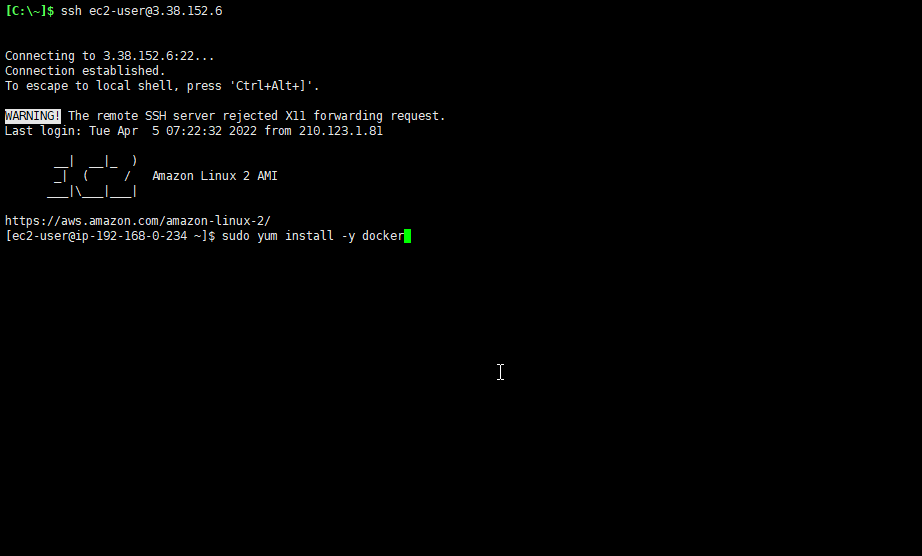 [C:\~]$ ssh ec2-user@3.38.152.6
Connecting to 3.38.152.6:22...
Connection established.
To escape to local shell, press 'Ctrl+Alt+]'.
WARNING! The remote SSH server rejected X11 forwarding request.
Last login: Tue Apr  5 07:22:32 2022 from 210.123.1.81
       __|  __|_  )
       _|  (     /   Amazon Linux 2 AMI
      ___|\___|___|
https://aws.amazon.com/amazon-linux-2/
[ec2-user@ip-192-168-0-234 ~]$ sudo yum install -y docker